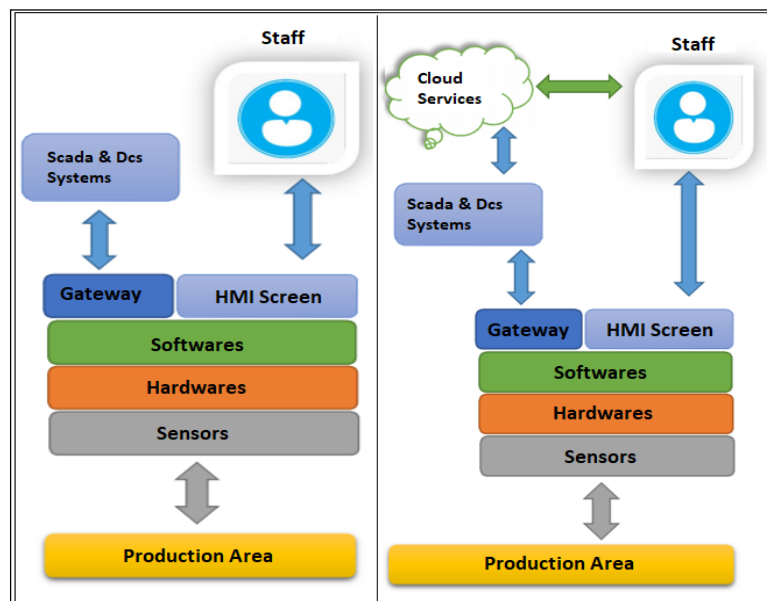 Staff
Scada & Dcs
Systems
Gateway
HMI Screen
Softwares
Hardwares
Sensors
Production Area
Staff
Cloud
Services
Scada & Dcs
Systems
Gateway
HMI Screen
Softwares
Hardwares
Sensors
Production Area